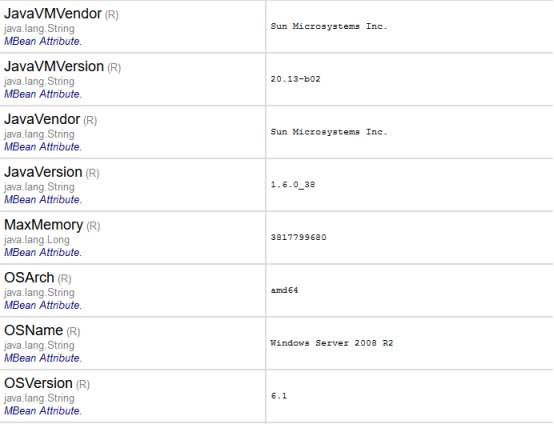 JavaVMVendor (R)
java.lang.String
MBean Attribute.
Sun Microsystems Inc.
JavaVMVersion (R)
java.lang.String
MBean Attribute.
20.13-b02
JavaVendor (R)
java.lang.String
MBean Attribute.
Sun Microsystems Inc.
JavaVersion (R)
java.lang.String
MBean Attribute.
1.6.0_38
MaxMemory (R)
java.lang.Long
MBean Attribute.
3817799680
OSArch (R)
java.lang.String
MBean Attribute.
amd64
OSName (R)
java.lang.String
MBean Attribute.
Windows Server 2008 R2
OSVersion (R)
java.lang.String
MBean Attribute.
6.1